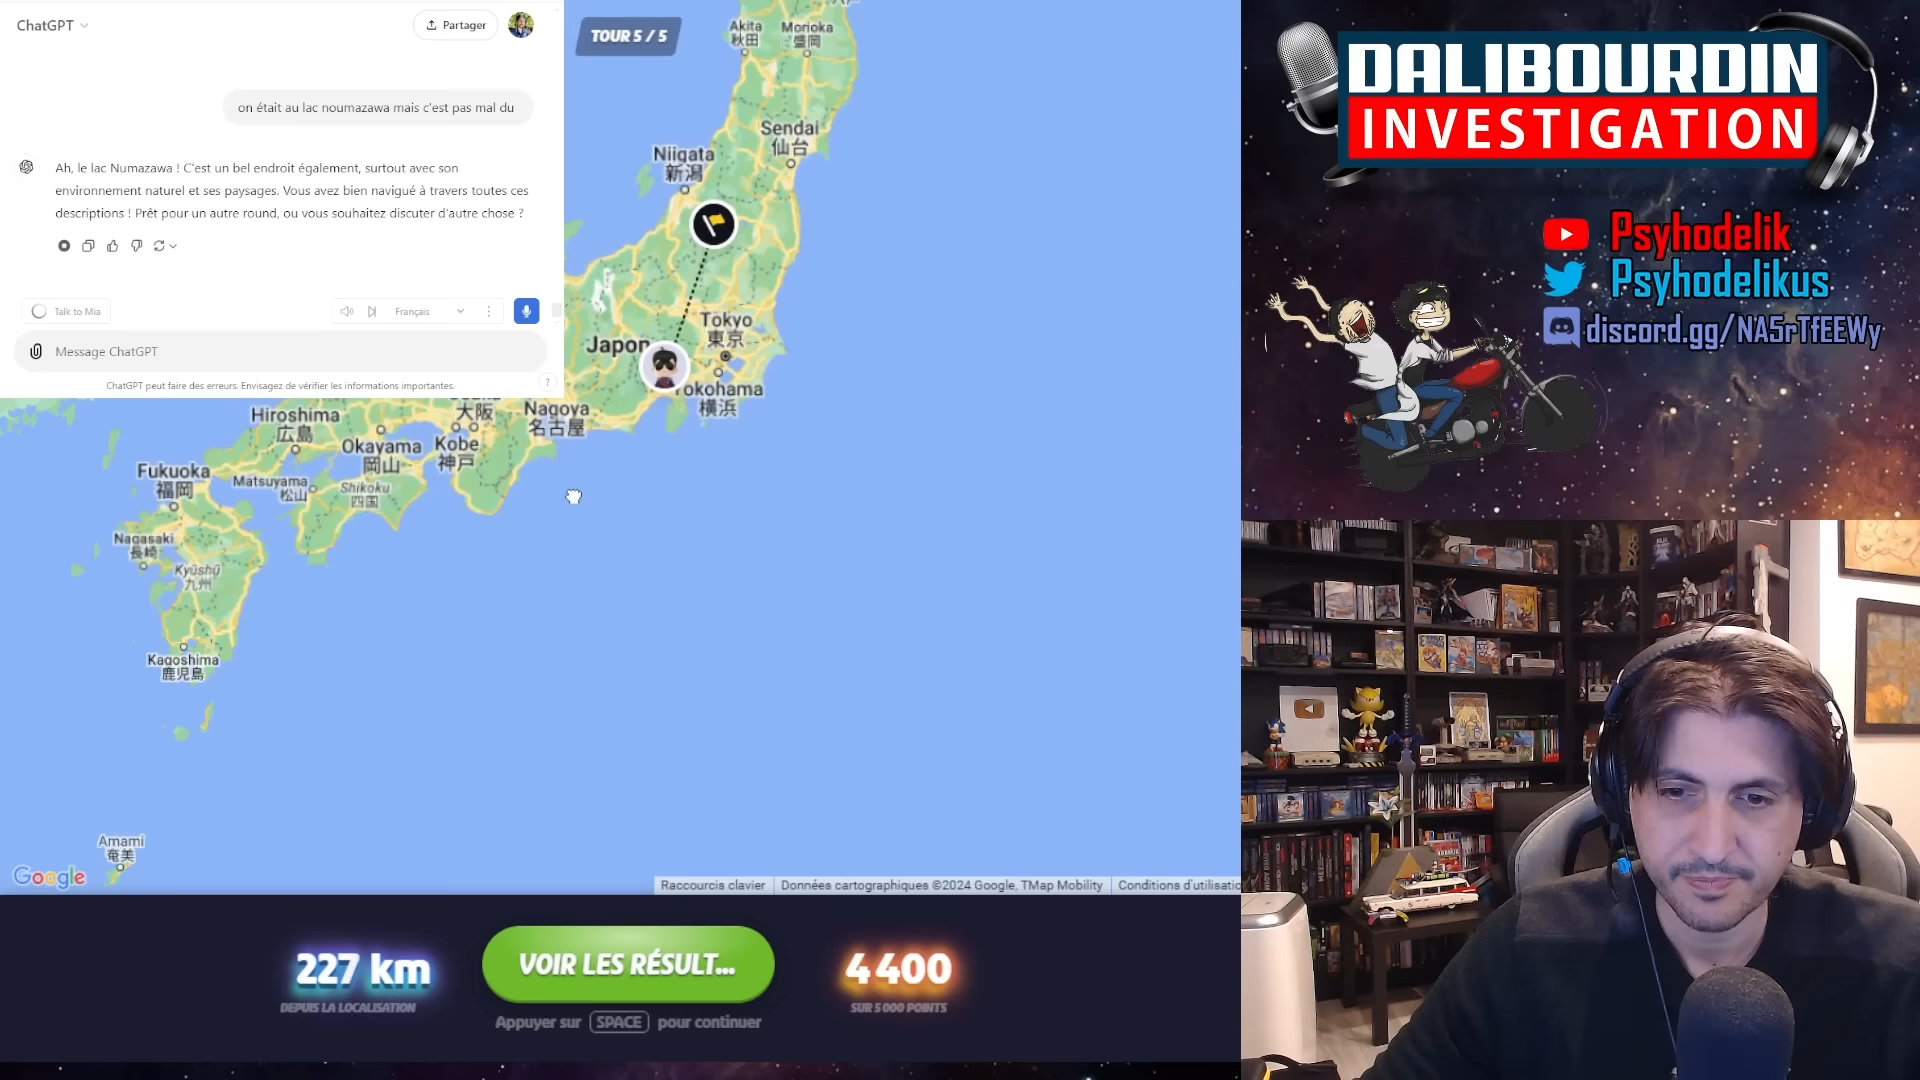 ChatGPT
Partager
on était au lac noumazawa mais c'est pas mal du
Ah, le lac Numazawa ! C'est un bel endroit également, surtout avec son
environnement naturel et ses paysages. Vous avez bien navigué à travers toutes ces
descriptions ! Prêt pour un autre round, ou vous souhaitez discuter d'autre chose ?
Talk to Mia
Français
Message ChatGPT
ChatGPT peut faire des erreurs. Envisagez de vérifier les informations importantes.
?
TOUR 5 / 5
Akita
秋田
Morioka
盛岡
Sendai
仙台
Niigata
新潟
Tokyo
東京
Japon
Yokohama
横浜
Nagoya
名古屋
大阪
Kobe
神戸
Okayama
岡山
Hiroshima
広島
Matsuyama
松山
Shikoku
四国
Fukuoka
福岡
Nagasaki
長崎
Kyūshū
九州
Kagoshima
鹿児島
Amami
奄美
Google
Raccourcis clavier
Données cartographiques ©2024 Google, TMap Mobility
Conditions d'utilisatio
227 km
DEPUIS LA LOCALISATION
VOIR LES RÉSULT...
Appuyer sur SPACE pour continuer
4 400
SUR 5 000 POINTS
DALIBOURDIN
INVESTIGATION
Psyhodelik
Psyhodelikus
discord.gg/NA5rTfEEWy